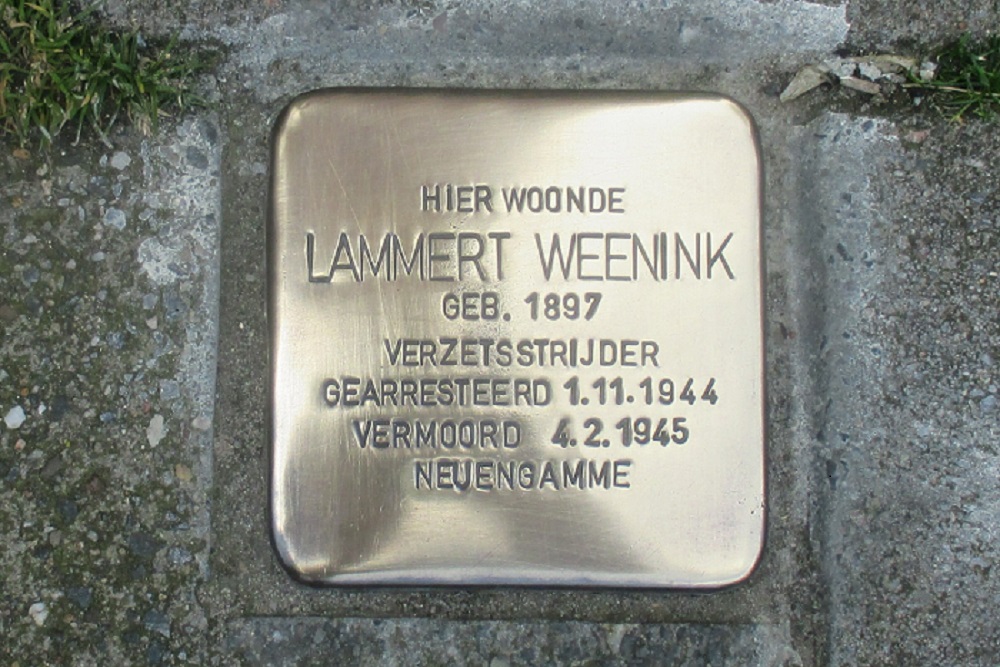 HIER WOONDE
LAMMERT WEENINK
GEB. 1897
VERZETSSTRIJDER
GEARRESTEERD 1.11.1944
VERMOORD 4.2.1945
NEUENGAMME